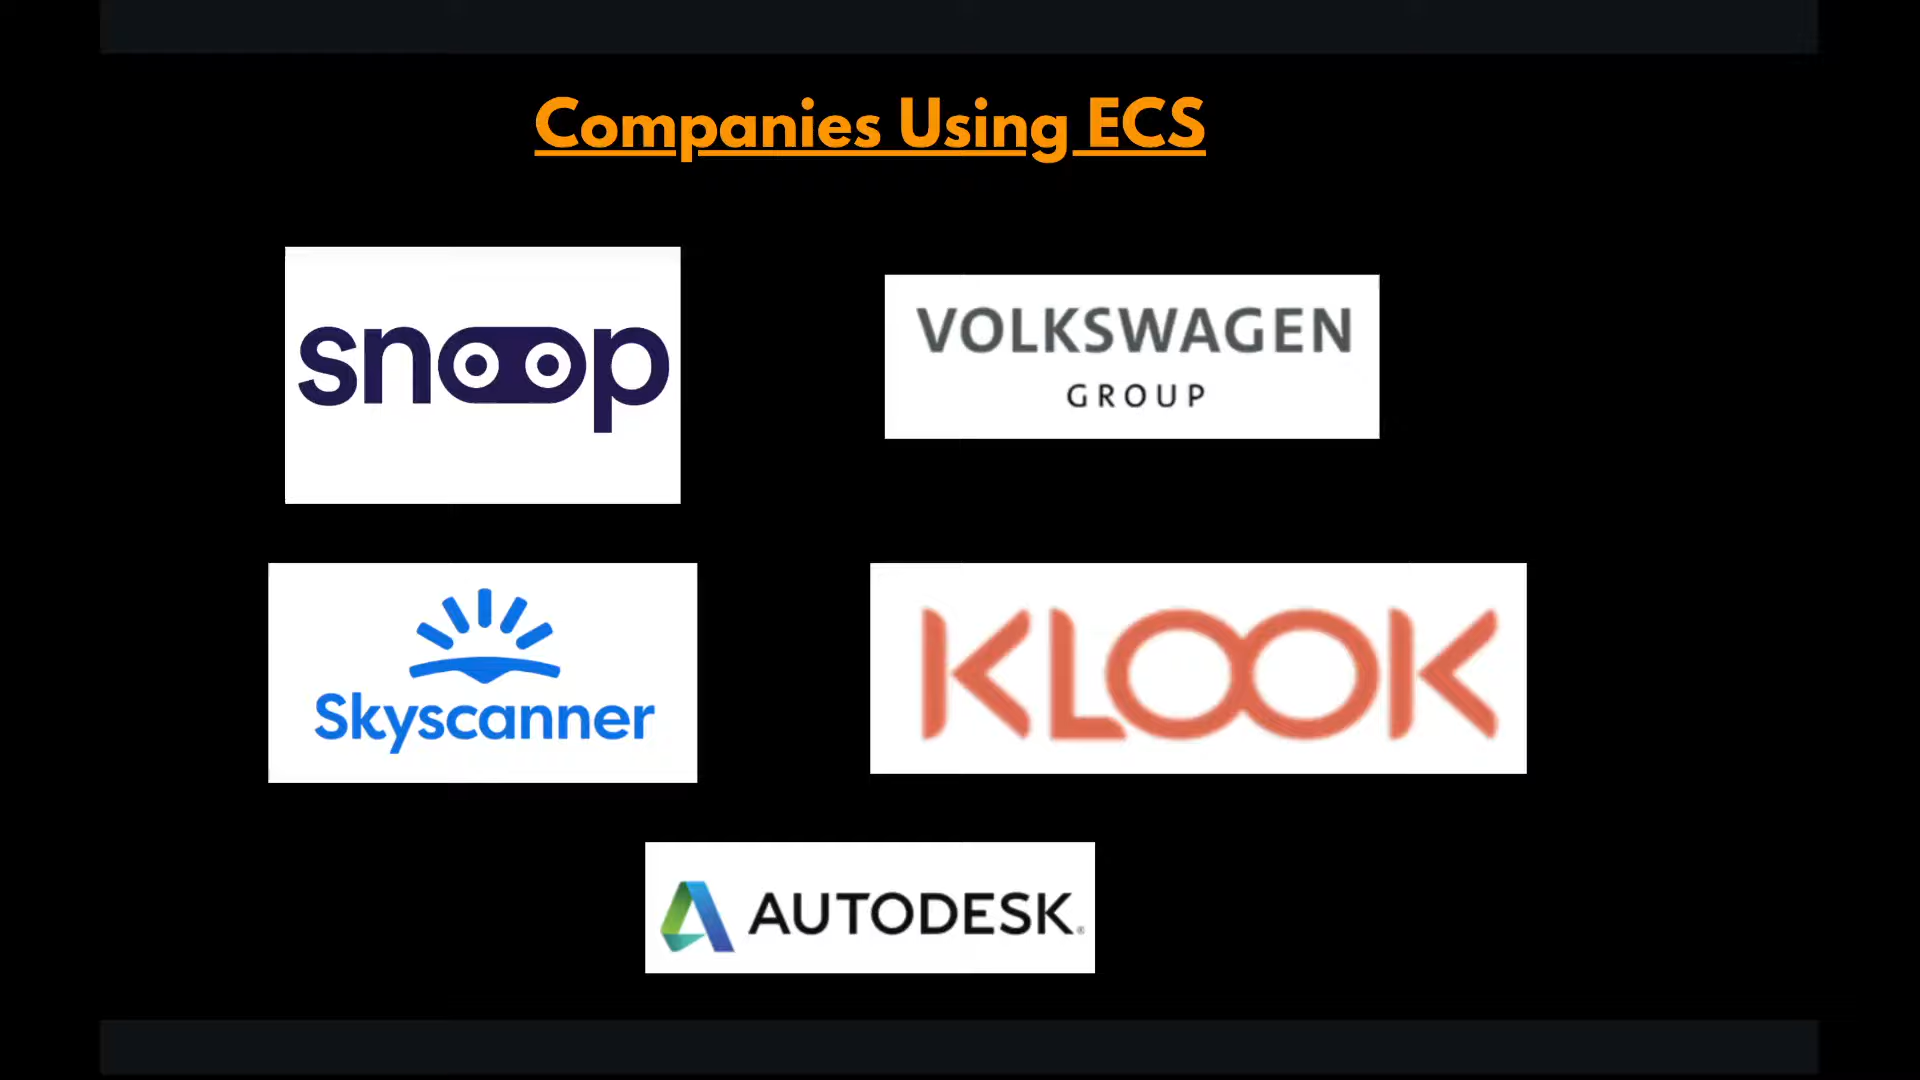 Companies Using ECS
snoop
VOLKSWAGEN
GROUP
Skyscanner
KLOOK
AUTODESK®